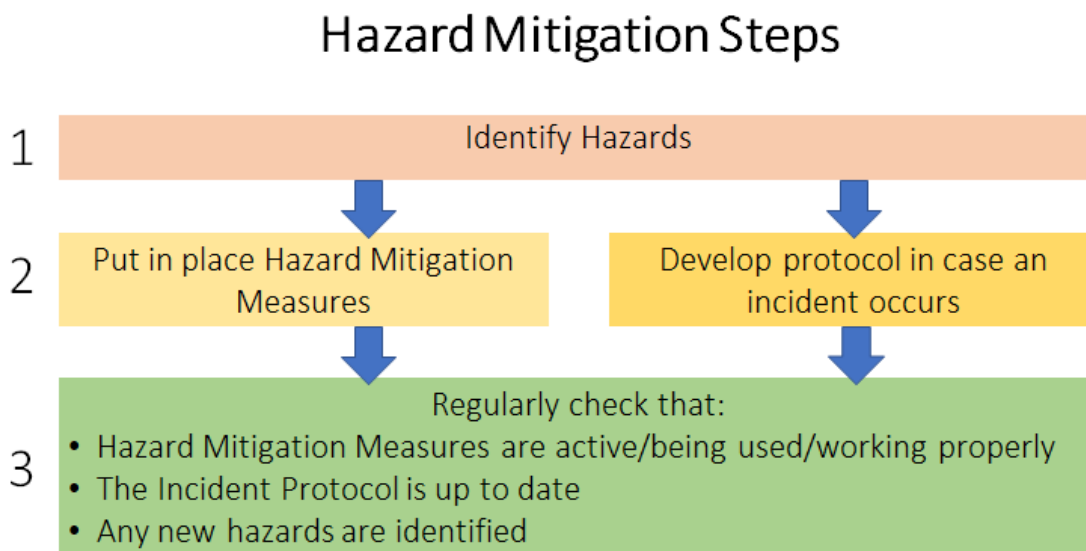 Hazard Mitigation Steps
1
Identify Hazards
2
Put in place Hazard Mitigation
Measures
Develop protocol in case an
incident occurs
3
Regularly check that:
• Hazard Mitigation Measures are active/being used/working properly
• The Incident Protocol is up to date
• Any new hazards are identified